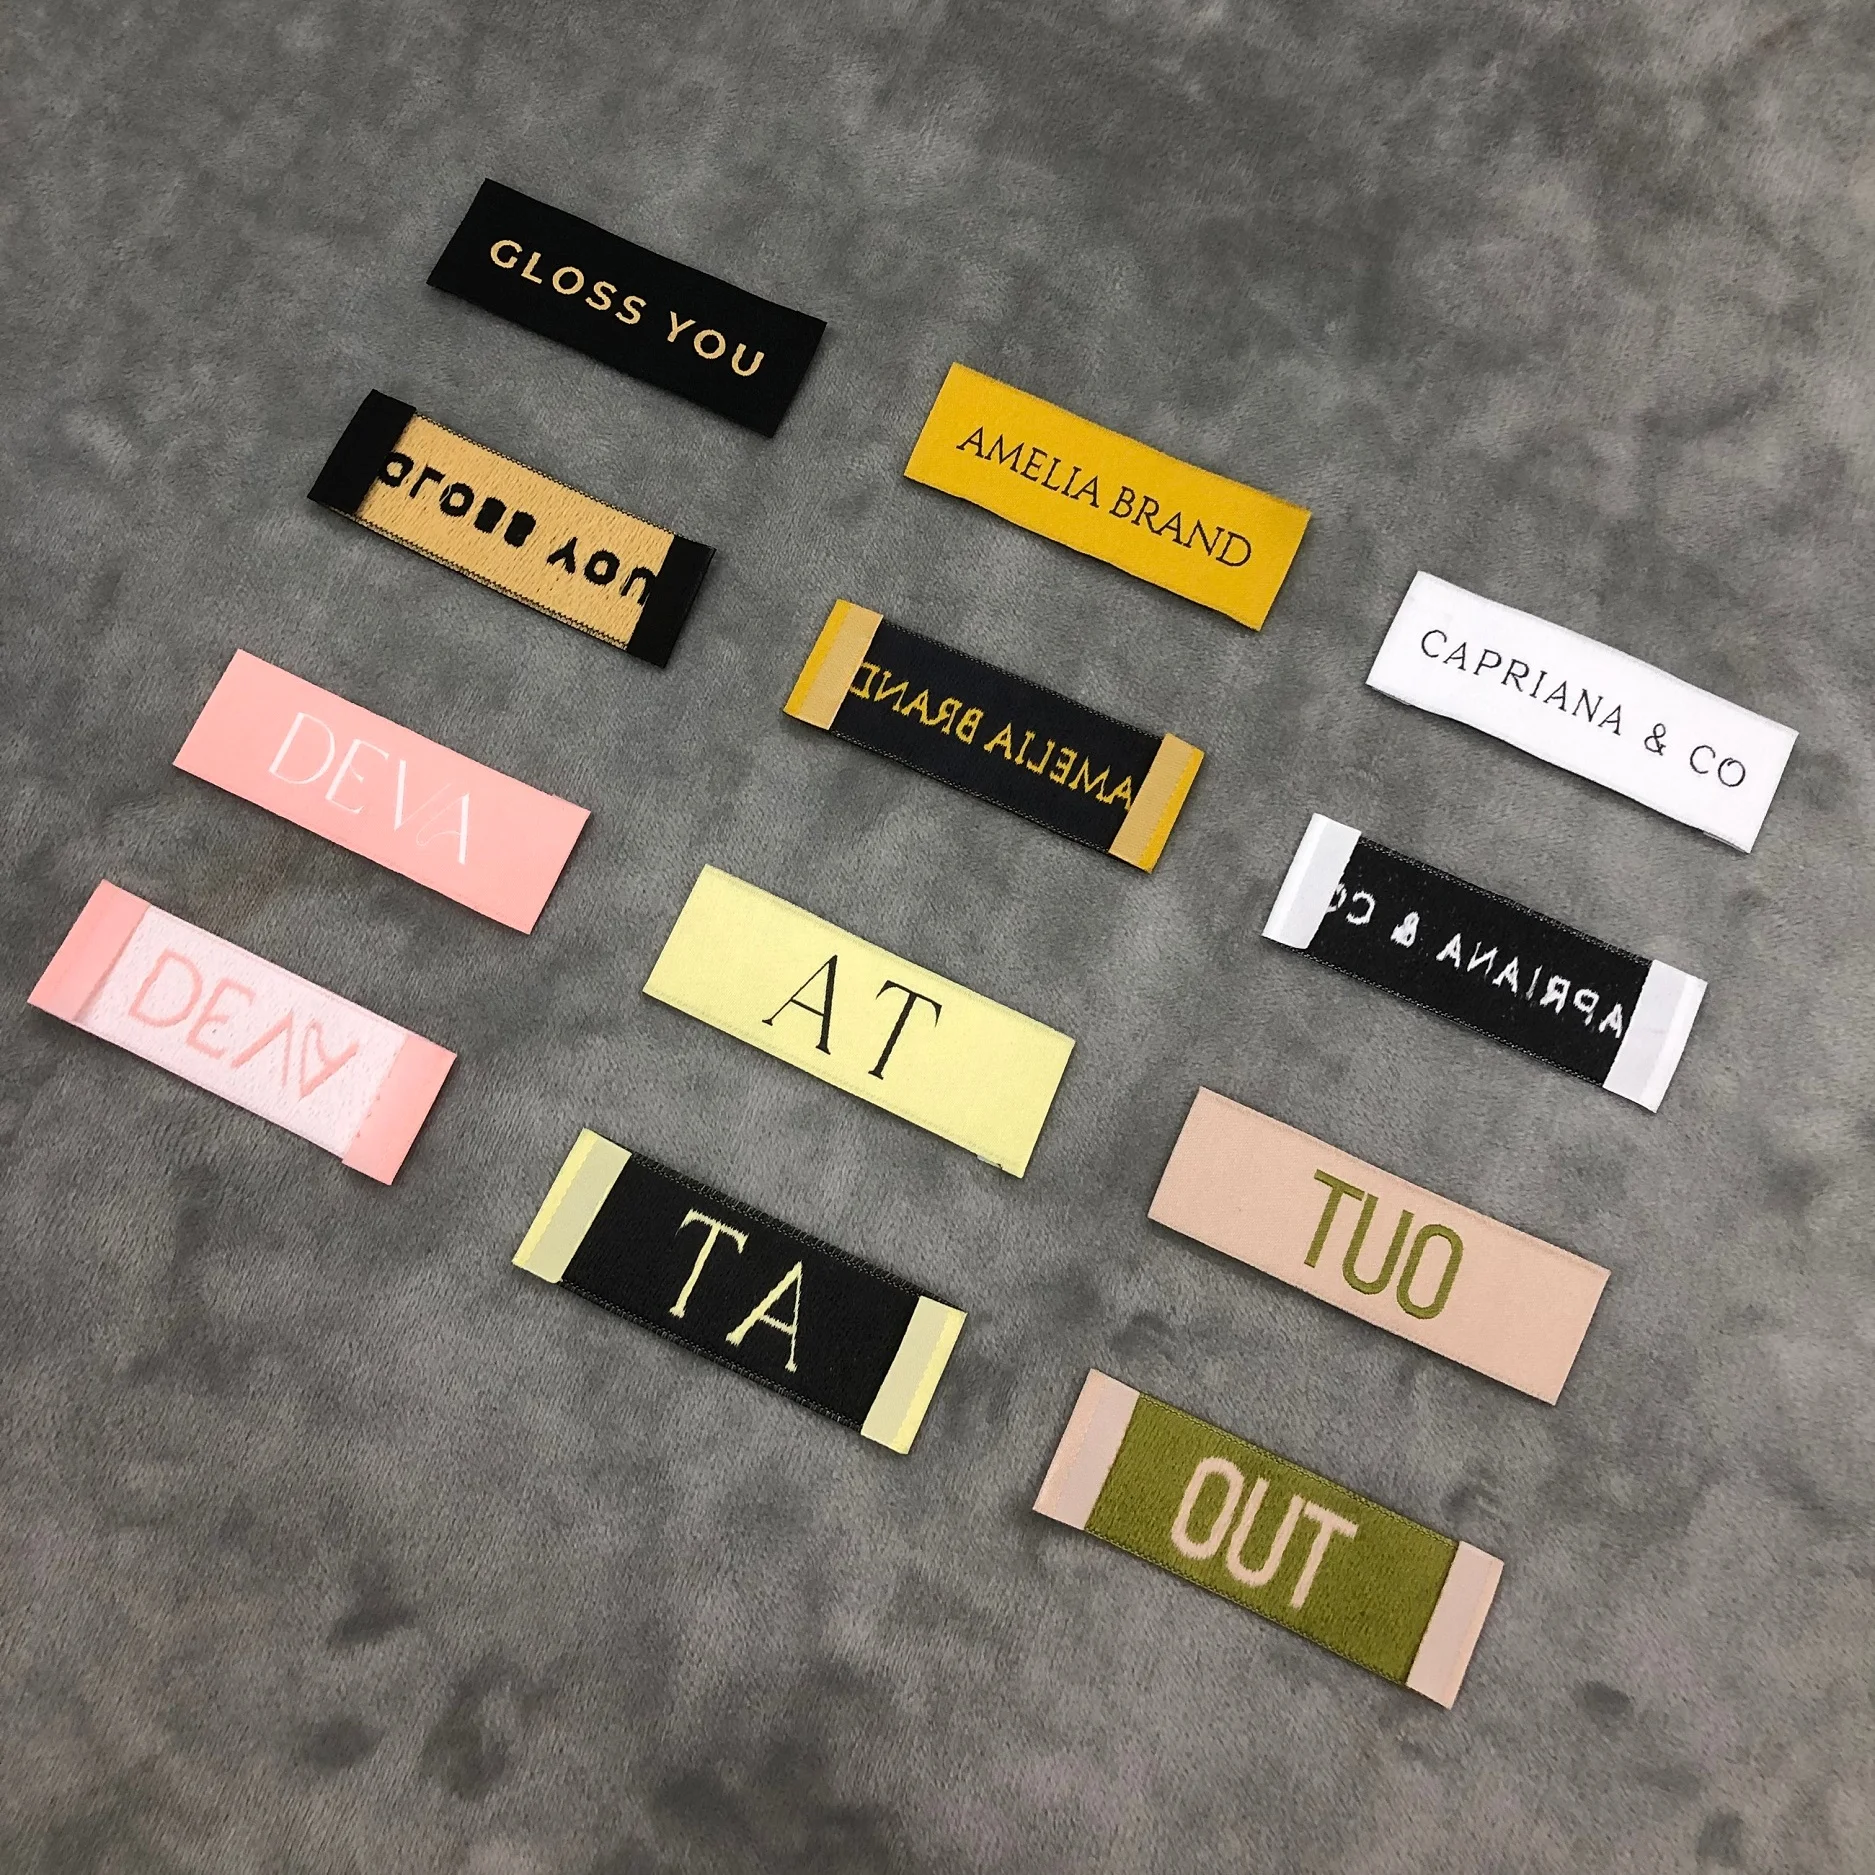 GLOSS YOU
GLOSS YOU
AMELIA BRAND
AMELIA BRAND
CAPRIANA & CO
APRIANA & CO
DEVA
DEVA
AT
TA
TUO
OUT